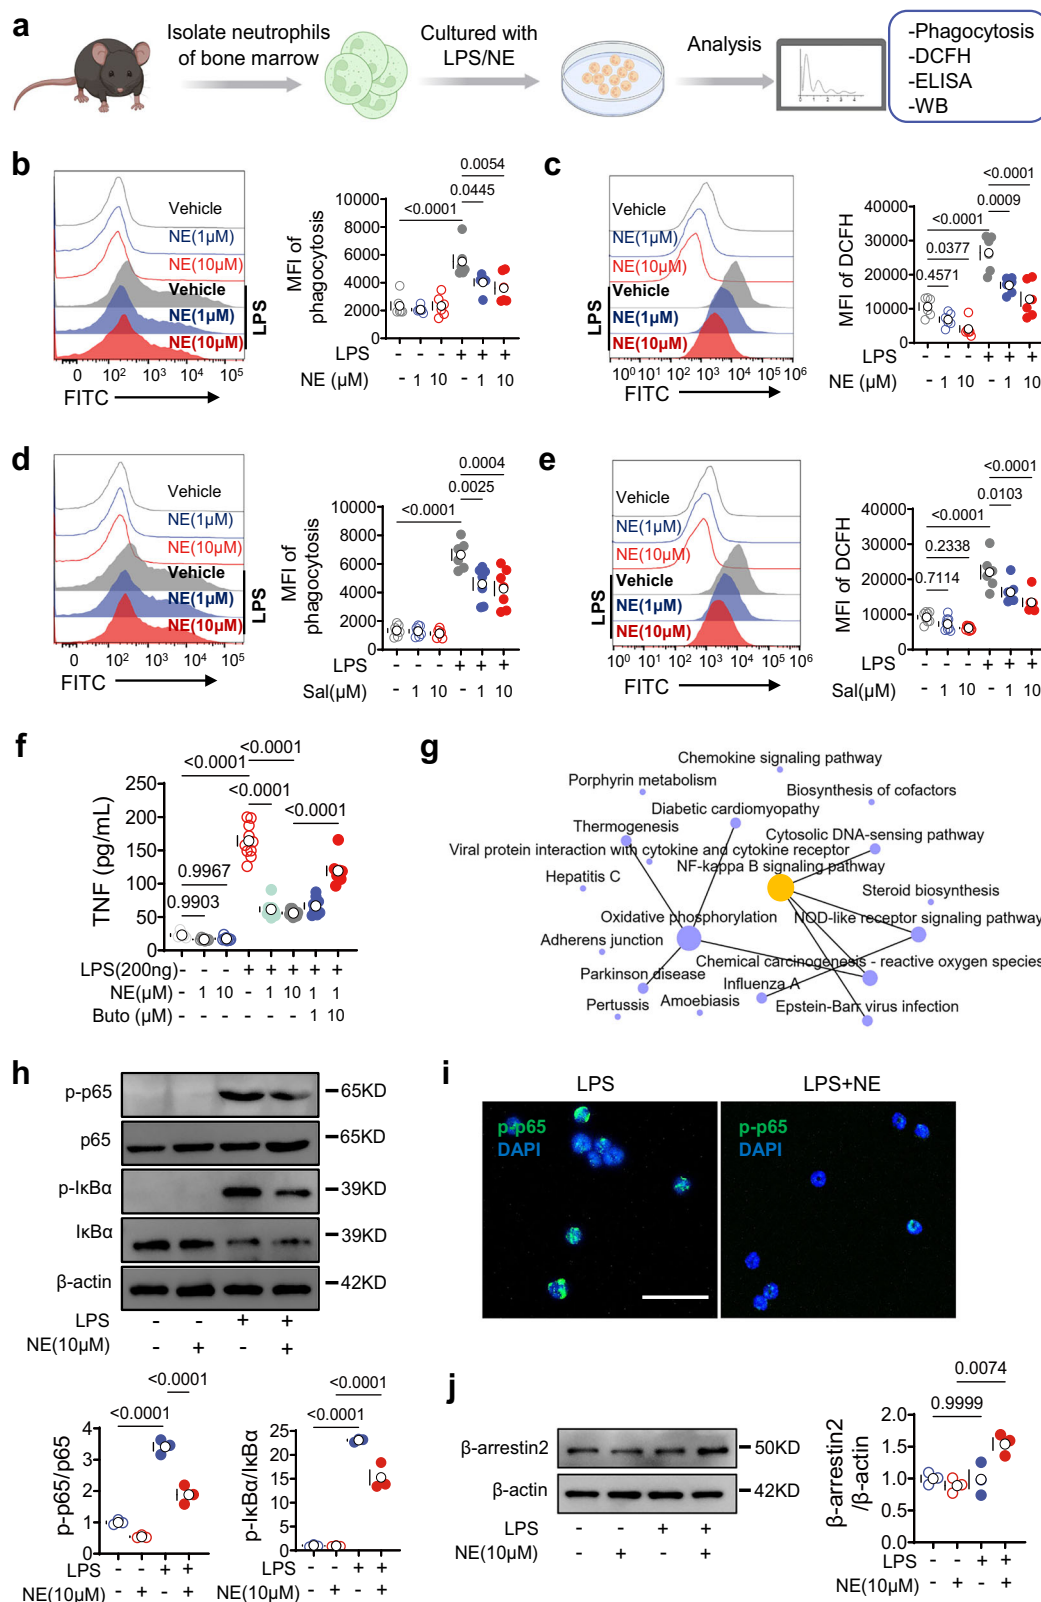 a
Isolate neutrophils
of bone marrow
Cultured with
LPS/NE
Analysis
0 1 2 3 4
-Phagocytosis
-DCFH
-ELISA
-WB
b
Vehicle
NE(1μM)
NE(10μM)
Vehicle
NE(1μM)
NE(10μM)
LPS
0 10² 10³ 10⁴ 10⁵
FITC
MFI of
phagocytosis
0.0054
0.0445
<0.0001
10000
8000
6000
4000
2000
0
LPS - - - + + +
NE (μM) - 1 10 - 1 10
c
Vehicle
NE(1μM)
NE(10μM)
Vehicle
NE(1μM)
NE(10μM)
LPS
10⁰ 10¹ 10² 10³ 10⁴ 10⁵ 10⁶
FITC
MFI of DCFH
<0.0001
0.0009
<0.0001
0.0377
0.4571
40000
30000
20000
10000
0
LPS - - - + + +
NE (μM) - 1 10 - 1 10
d
Vehicle
NE(1μM)
NE(10μM)
Vehicle
NE(1μM)
NE(10μM)
LPS
0 10² 10³ 10⁴ 10⁵
FITC
MFI of
phagocytosis
0.0004
0.0025
<0.0001
10000
8000
6000
4000
2000
0
LPS - - - + + +
Sal(μM) - 1 10 - 1 10
e
Vehicle
NE(1μM)
NE(10μM)
Vehicle
NE(1μM)
NE(10μM)
LPS
10⁰ 10¹ 10² 10³ 10⁴ 10⁵ 10⁶
FITC
MFI of DCFH
<0.0001
0.0103
<0.0001
0.2338
0.7114
40000
30000
20000
10000
0
LPS - - - + + +
Sal(μM) - 1 10 - 1 10
f
TNF (pg/mL)
<0.0001
<0.0001
<0.0001
<0.0001
0.9967
0.9903
250
200
150
100
50
0
LPS(200ng) - - - + + + + +
NE(μM) - 1 10 - 1 10 1 1
Buto (μM) - - - - - - 1 10
g
Chemokine signaling pathway
Porphyrin metabolism
Biosynthesis of cofactors
Diabetic cardiomyopathy
Thermogenesis
Cytosolic DNA-sensing pathway
Viral protein interaction with cytokine and cytokine receptor
NF-kappa B signaling pathway
Hepatitis C
Steroid biosynthesis
Oxidative phosphorylation
NOD-like receptor signaling pathway
Adherens junction
Chemical carcinogenesis - reactive oxygen species
Parkinson disease
Influenza A
Pertussis
Amoebiasis
Epstein-Barr virus infection
h
p-p65
65KD
p65
65KD
p-IκBα
39KD
IκBα
39KD
β-actin
42KD
LPS - - + +
NE(10μM) - + - +
p-p65/p65
<0.0001
<0.0001
4
3
2
1
0
LPS - - + +
NE(10μM) - + - +
p-IκBα/IκBα
<0.0001
<0.0001
25
20
15
10
5
1
0
LPS - - + +
NE(10μM) - + - +
i
LPS
LPS+NE
p-p65
DAPI
p-p65
DAPI
j
β-arrestin2
50KD
β-actin
42KD
LPS - - + +
NE(10μM) - + - +
β-arrestin2
/β-actin
0.0074
0.9999
2.0
1.5
1.0
0.5
0.0
LPS - - + +
NE(10μM) - + - +